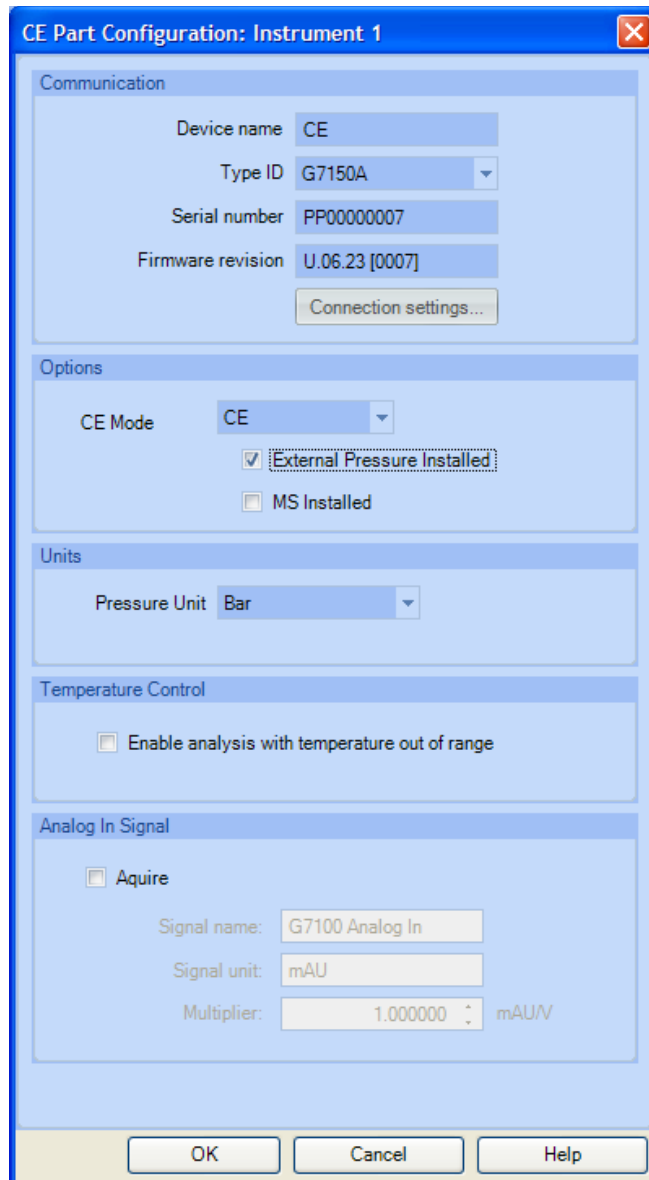 CE Part Configuration: Instrument 1
Communication
Device name CE
Type ID G7150A
Serial number PP00000007
Firmware revision U.06.23 [0007]
Connection settings...
Options
CE Mode CE
External Pressure Installed
MS Installed
Units
Pressure Unit Bar
Temperature Control
Enable analysis with temperature out of range
Analog In Signal
Aquire
Signal name: G7100 Analog In
Signal unit: mAU
Multiplier: 1.000000 mAU/V
OK Cancel Help